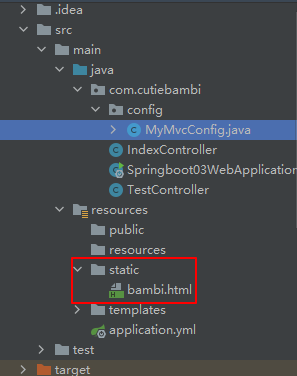 .idea
src
main
java
com.cutiebambi
config
MyMvcConfig.java
IndexController
Springboot03WebApplication
TestController
resources
public
resources
static
bambi.html
templates
application.yml
test
target